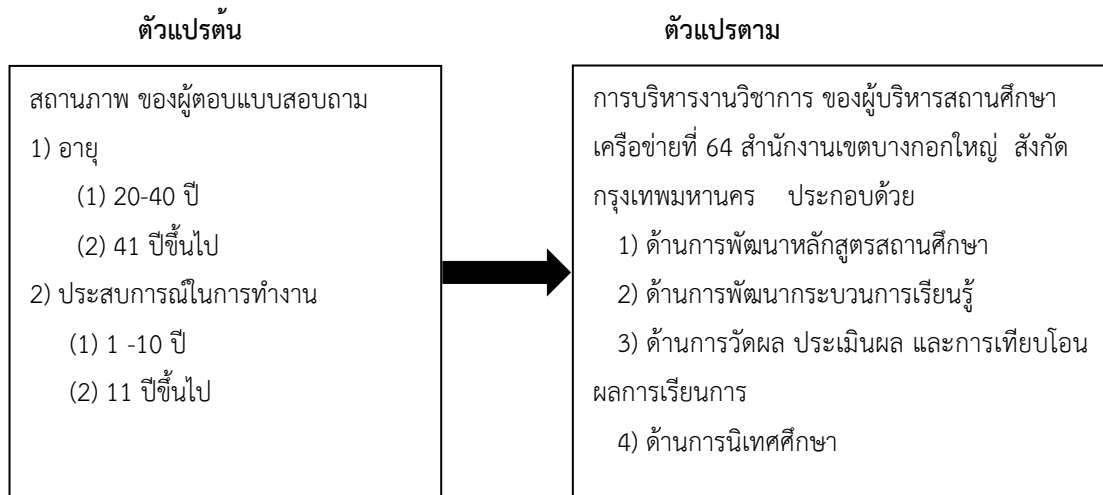 ตัวแปรต้น
สถานภาพ ของผู้ตอบแบบสอบถาม
1) อายุ
(1) 20-40 ปี
(2) 41 ปีขึ้นไป
2) ประสบการณ์ในการทำงาน
(1) 1 -10 ปี
(2) 11 ปีขึ้นไป
ตัวแปรตาม
การบริหารงานวิชาการ ของผู้บริหารสถานศึกษา
เครือข่ายที่ 64 สำนักงานเขตบางกอกใหญ่ สังกัด
กรุงเทพมหานคร ประกอบด้วย
1) ด้านการพัฒนาหลักสูตรสถานศึกษา
2) ด้านการพัฒนากระบวนการเรียนรู้
3) ด้านการวัดผล ประเมินผล และการเทียบโอน
ผลการเรียนการ
4) ด้านการนิเทศศึกษา